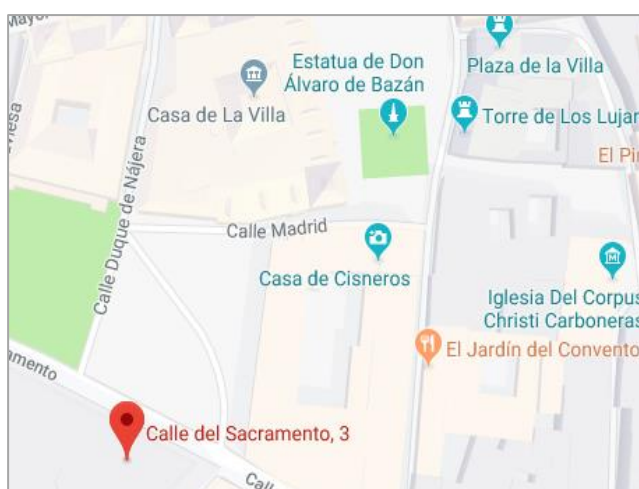 Estatua de Don
Álvaro de Bazán
Plaza de la Villa
Casa de La Villa
Torre de Los Lujan
El Pi
Calle Duque de Nájera
Calle Madrid
Casa de Cisneros
Iglesia Del Corpus
Christi Carboneras
El Jardín del Convento
amento
Calle del Sacramento, 3